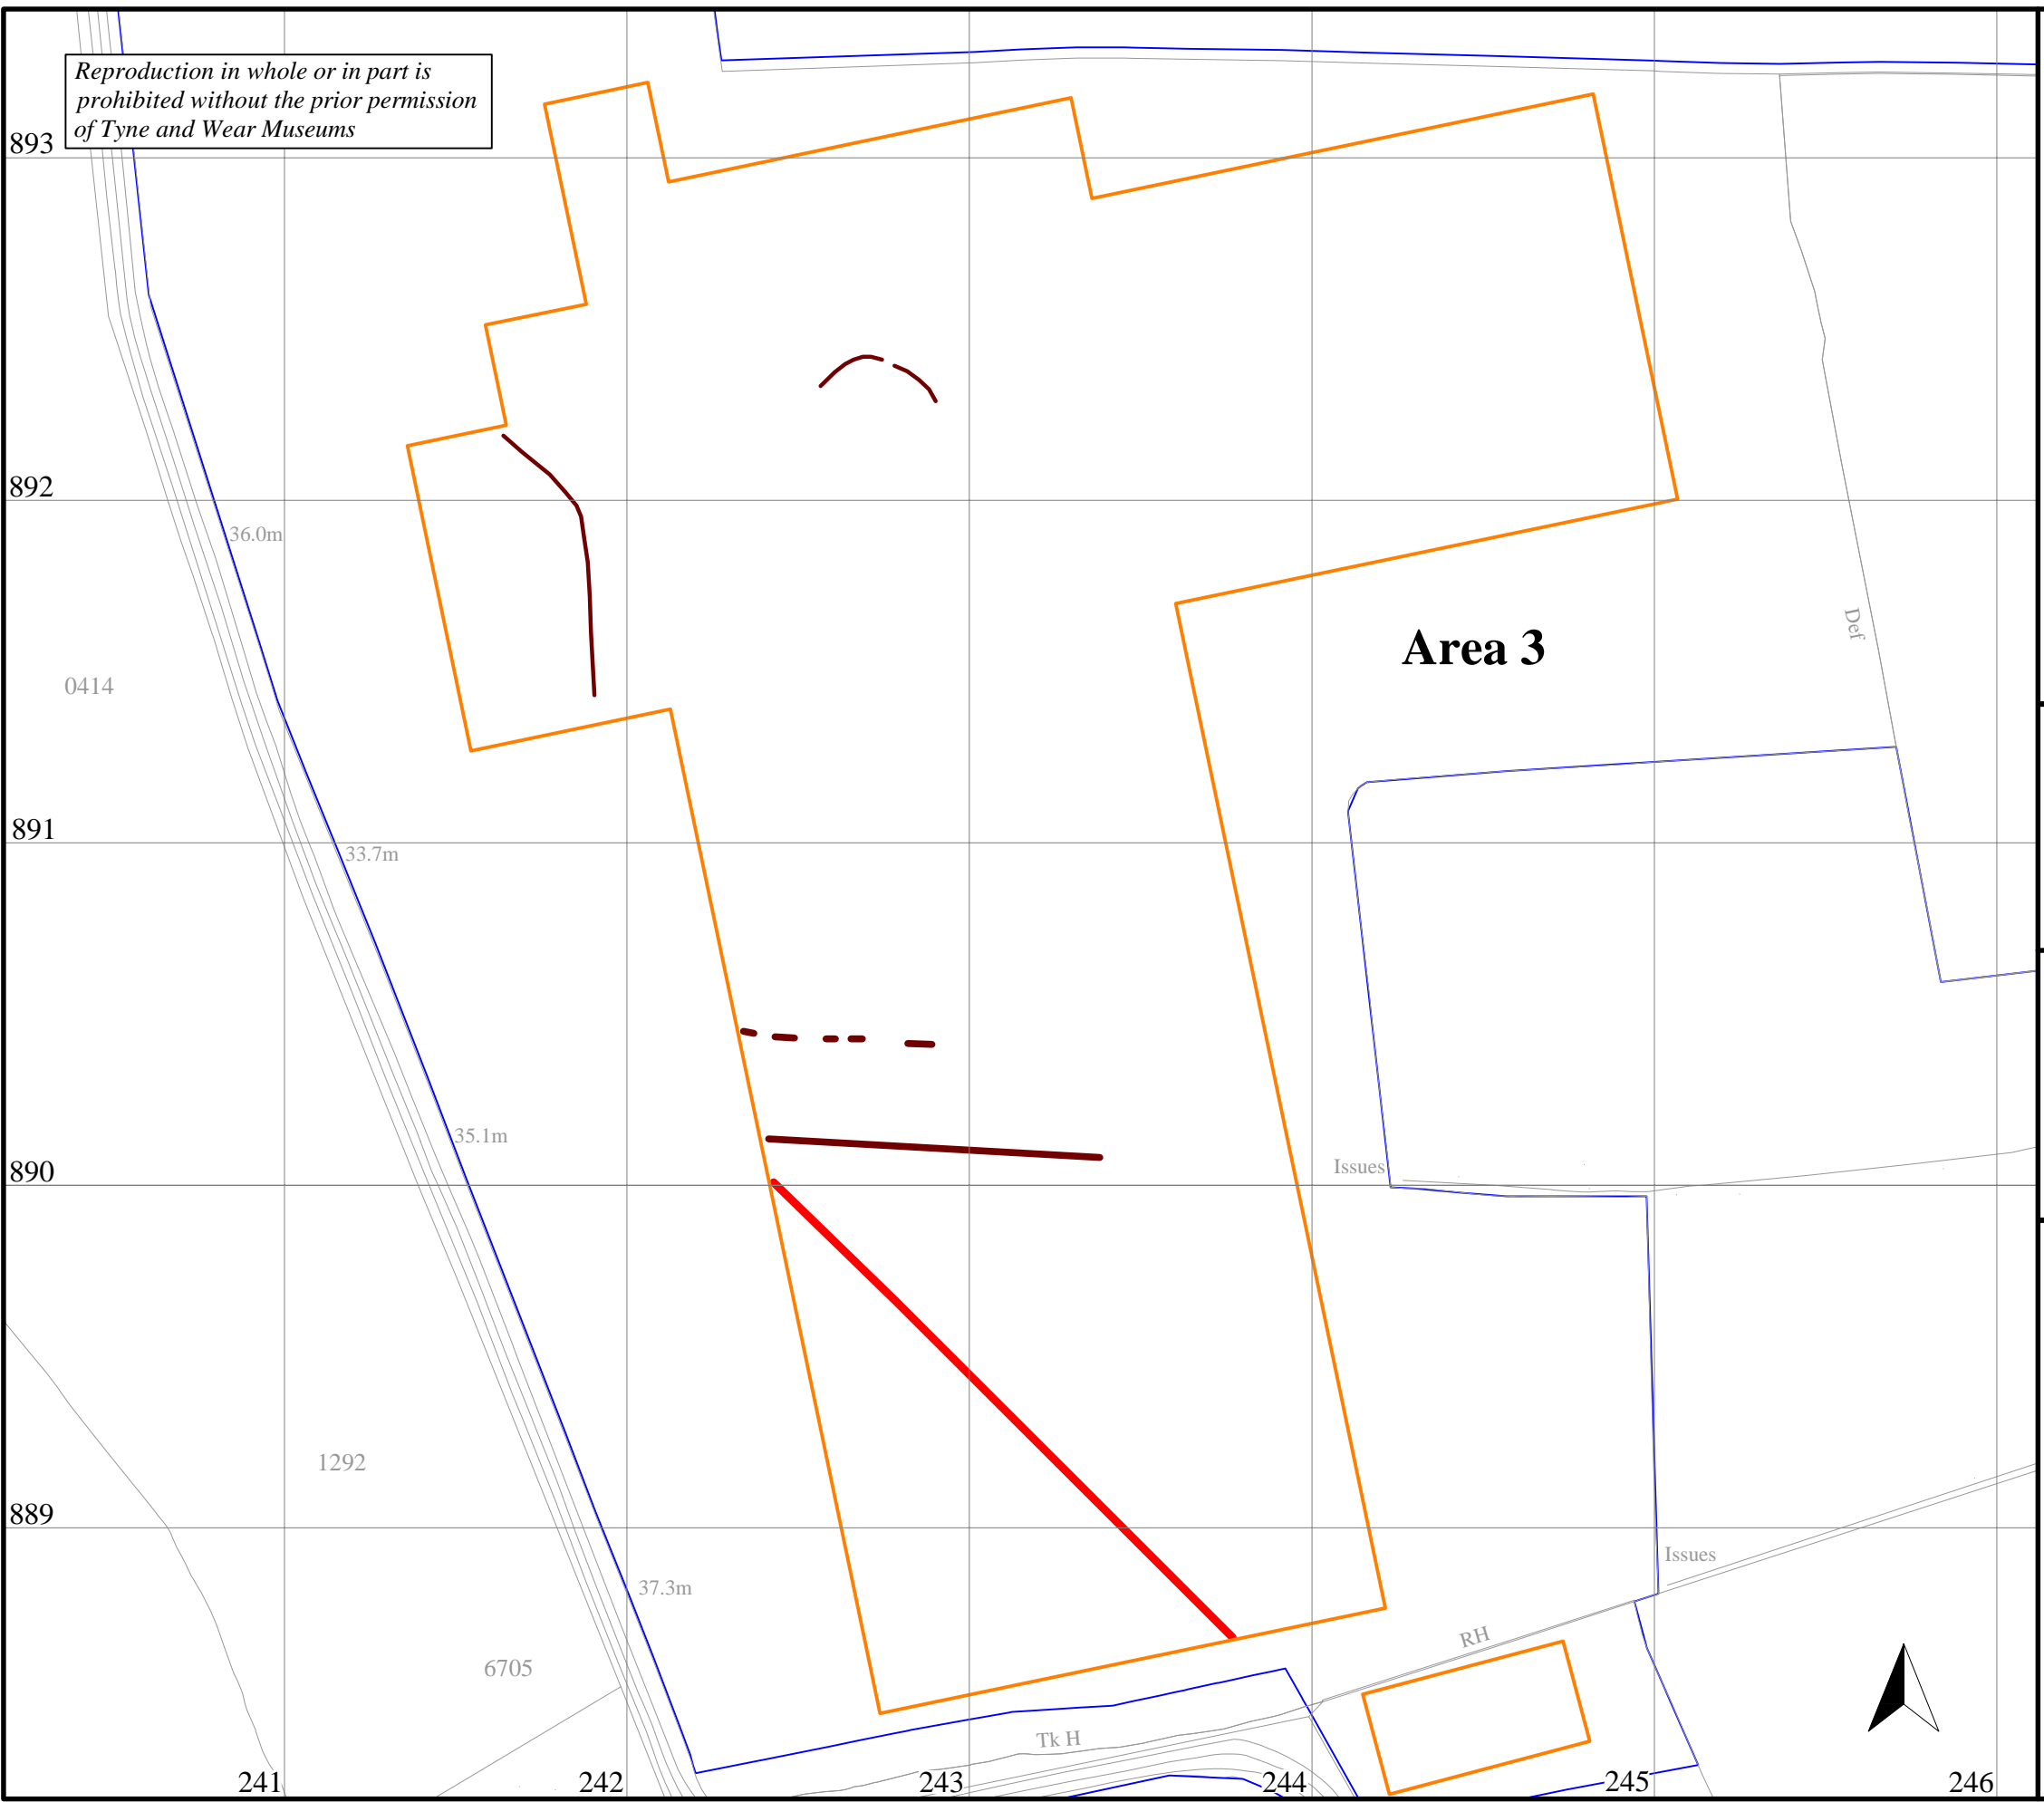 Reproduction in whole or in part is
prohibited without the prior permission
of Tyne and Wear Museums
893
892
36.0m
Def
Area 3
0414
891
33.7m
35.1m
890
Issues
1292
889
Issues
37.3m
RH
6705
Tk H
241
242
243
244
245
246